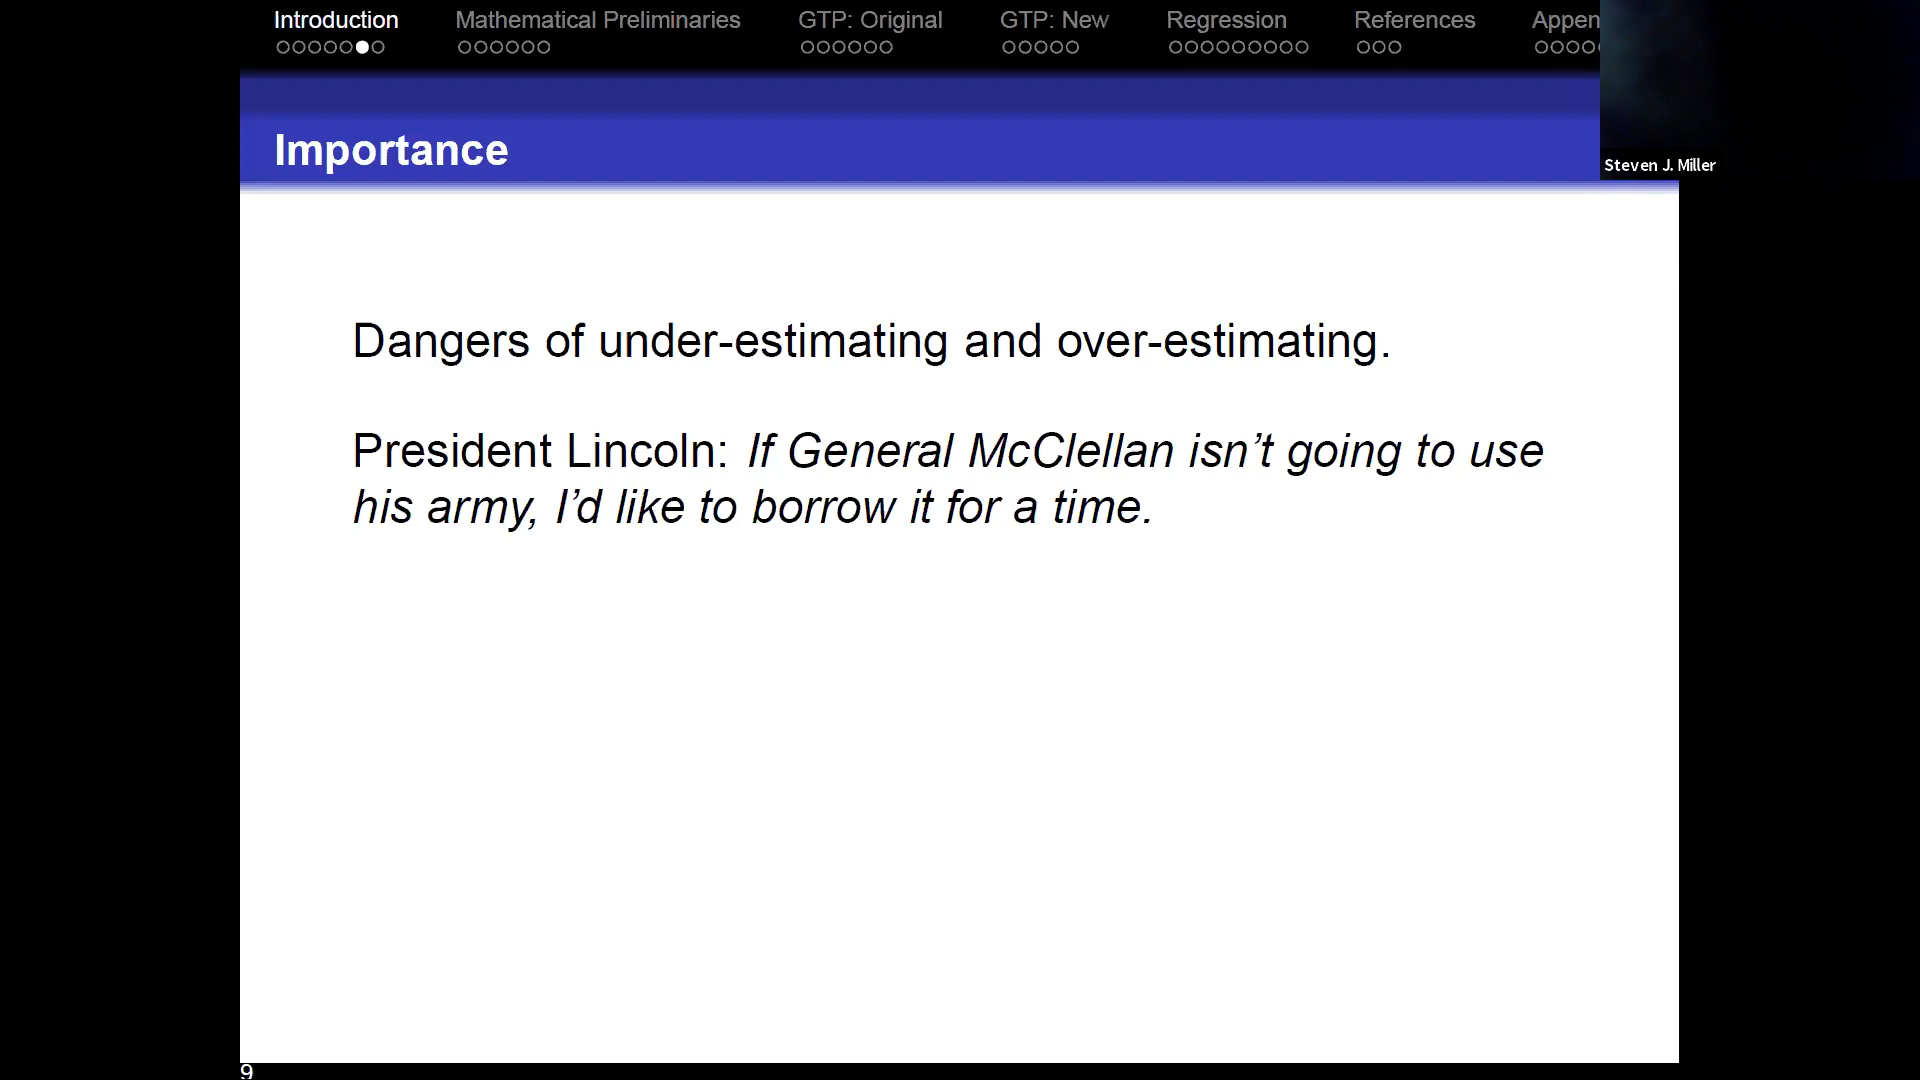 Introduction Mathematical Preliminaries GTP: Original GTP: New Regression References Appen
Importance
Steven J. Miller
Dangers of under-estimating and over-estimating.
President Lincoln: If General McClellan isn’t going to use
his army, I’d like to borrow it for a time.
9